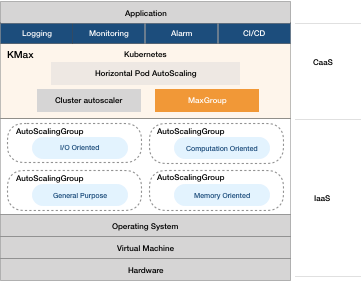 Application
Logging Monitoring Alarm CI/CD
KMax Kubernetes
Horizontal Pod AutoScaling
Cluster autoscaler MaxGroup
CaaS
AutoScalingGroup AutoScalingGroup
I/O Oriented Computation Oriented
AutoScalingGroup AutoScalingGroup
General Purpose Memory Oriented
IaaS
Operating System
Virtual Machine
Hardware